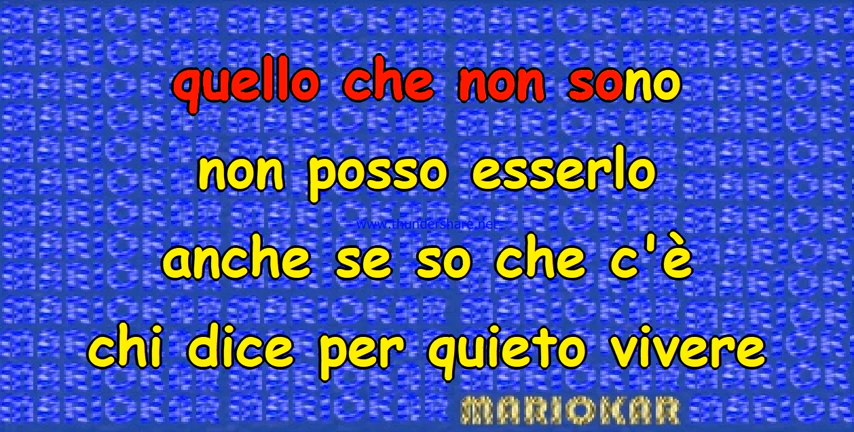 quello che non sono
non posso esserlo
www.thundershare.net
anche se so che c'è
chi dice per quieto vivere
MARIOKAR